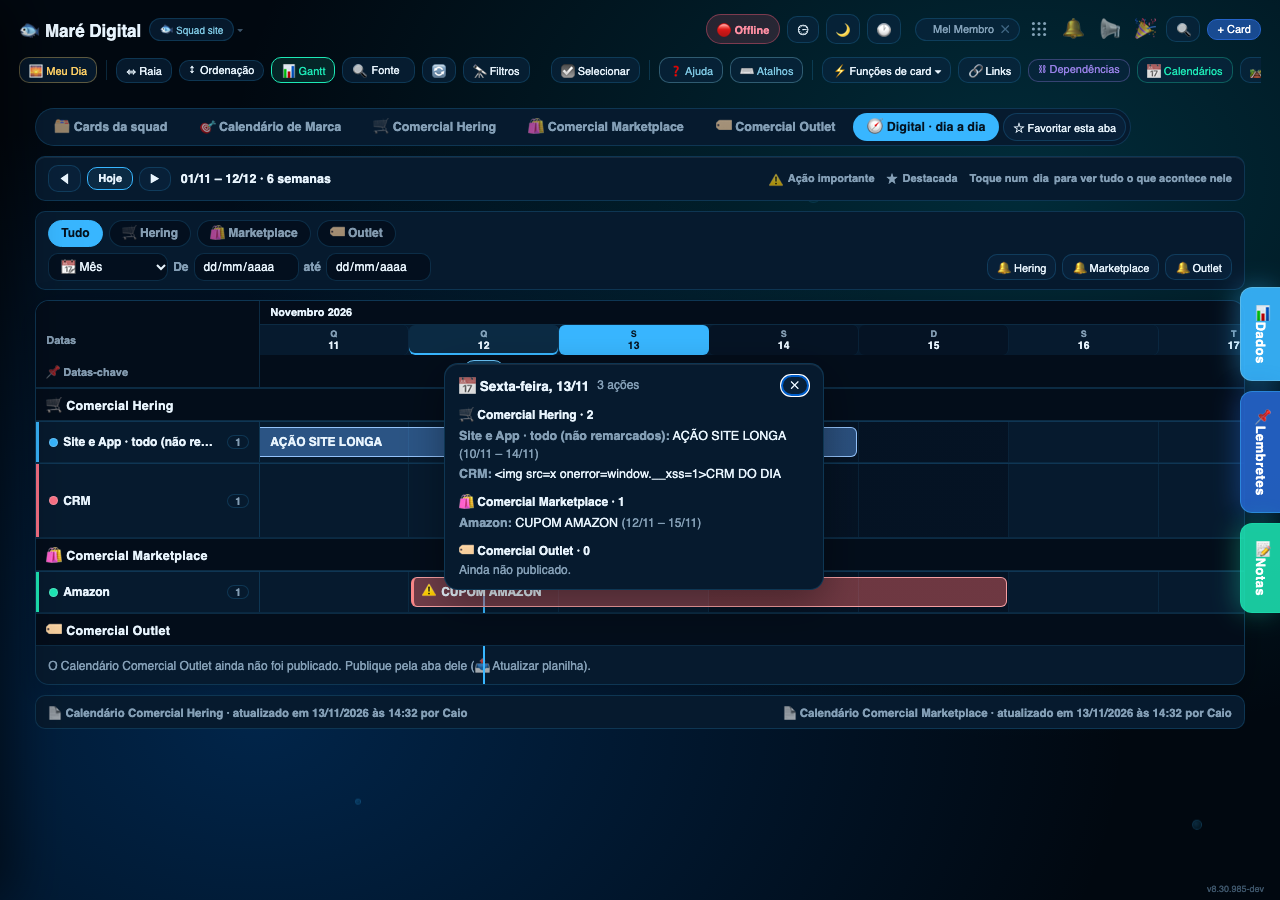 Maré Digital
Squad site
Offline
Mel Membro ×
+ Card
Meu Dia
Raia
Ordenação
Gantt
Fonte
Filtros
Selecionar
Ajuda
Atalhos
Funções de card
Links
Dependências
Calendários
Cards da squad
Calendário de Marca
Comercial Hering
Comercial Marketplace
Comercial Outlet
Digital · dia a dia
Favoritar esta aba
Hoje
01/11 – 12/12 · 6 semanas
Ação importante
Destacada
Toque num dia para ver tudo o que acontece nele
Tudo
Hering
Marketplace
Outlet
Mês
De
dd/mm/aaaa
até
dd/mm/aaaa
Hering
Marketplace
Outlet
Novembro 2026
Datas
Q 11
Q 12
S 13
S 14
D 15
S 16
T 17
Datas-chave
Comercial Hering
Site e App · todo (não re... 1
AÇÃO SITE LONGA
CRM 1
Comercial Marketplace
Amazon 1
CUPOM AMAZON
Comercial Outlet
O Calendário Comercial Outlet ainda não foi publicado. Publique pela aba dele (📤 Atualizar planilha).
Sexta-feira, 13/11 3 ações
Comercial Hering · 2
Site e App · todo (não remarcados): AÇÃO SITE LONGA
(10/11 – 14/11)
CRM: <img src=x onerror=window.__xss=1>CRM DO DIA
Comercial Marketplace · 1
Amazon: CUPOM AMAZON (12/11 – 15/11)
Comercial Outlet · 0
Ainda não publicado.
Dados
Lembretes
Notas
Calendário Comercial Hering · atualizado em 13/11/2026 às 14:32 por Caio
Calendário Comercial Marketplace · atualizado em 13/11/2026 às 14:32 por Caio
v8.30.985-dev